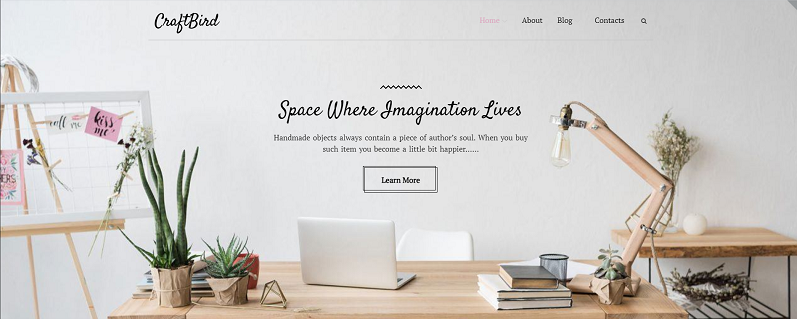 CraftBird
Home
About
Blog
Contacts
Space Where Imagination Lives
Handmade objects always contain a piece of author's soul. When you buy
such item you become a little bit happier......
Learn More
call me
kiss
me